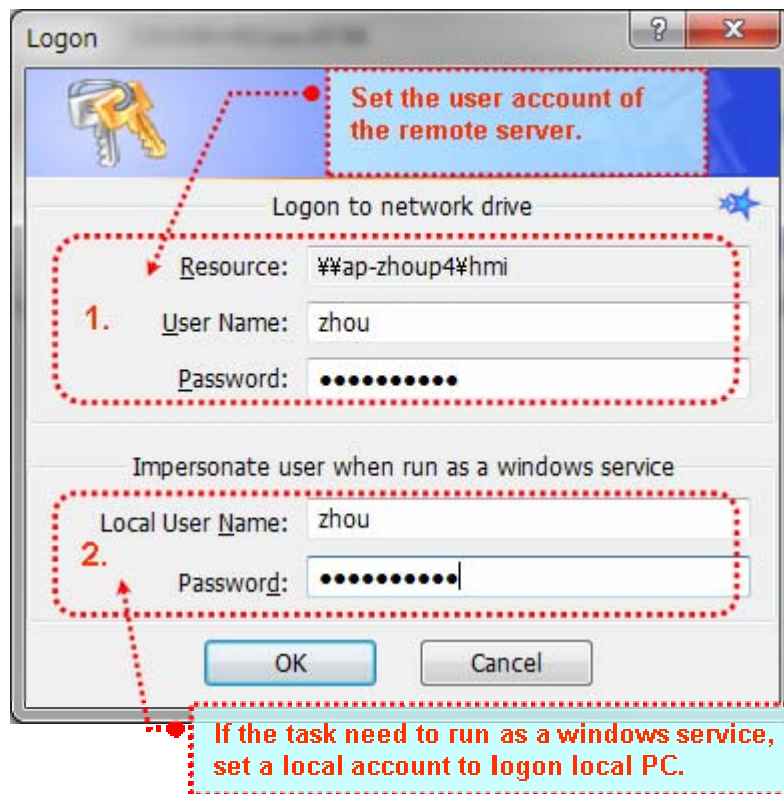 Logon
?
Set the user account of
the remote server.
Logon to network drive
1.
Resource: ¥¥ap-zhoup4¥hmi
User Name: zhou
Password: ●●●●●●●●●●
Impersonate user when run as a windows service
2.
Local User Name: zhou
Password: ●●●●●●●●●●
OK Cancel
If the task need to run as a windows service,
set a local account to logon local PC.